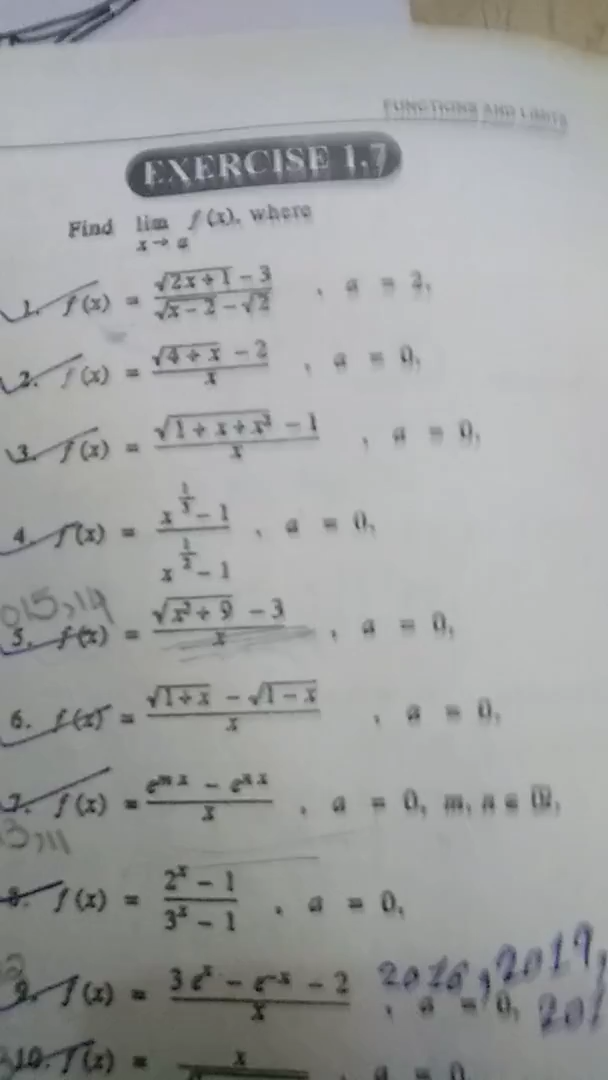 FUNCTIONS AND LIMITS
EXERCISE 1.7
Find lim f(x), where
x → a
1. f(x) = (√(2x+1) − 3) / (√(x−2) − √2) , a =
2. f(x) = (√(4+x) − 2) / x , a = 0,
3. f(x) = (√(1+x+x²) − 1) / x , a = 0,
4. f(x) = (x^(1/3) − 1) / (x^(1/2) − 1) , a = 0,
015,14
5. f(x) = (√(x²+9) − 3) / x , a = 0,
6. f(x) = (√(1+x) − √(1−x)) / x , a = 0,
7. f(x) = (e^(mx) − e^(nx)) / x , a = 0, m, n ∈
3,11
8. f(x) = (2^x − 1) / (3^x − 1) , a = 0,
2016, 2019,
9. f(x) = (3e^x − e^(−x) − 2) / x , a = 0, 201
10. f(x) = x , a = 0